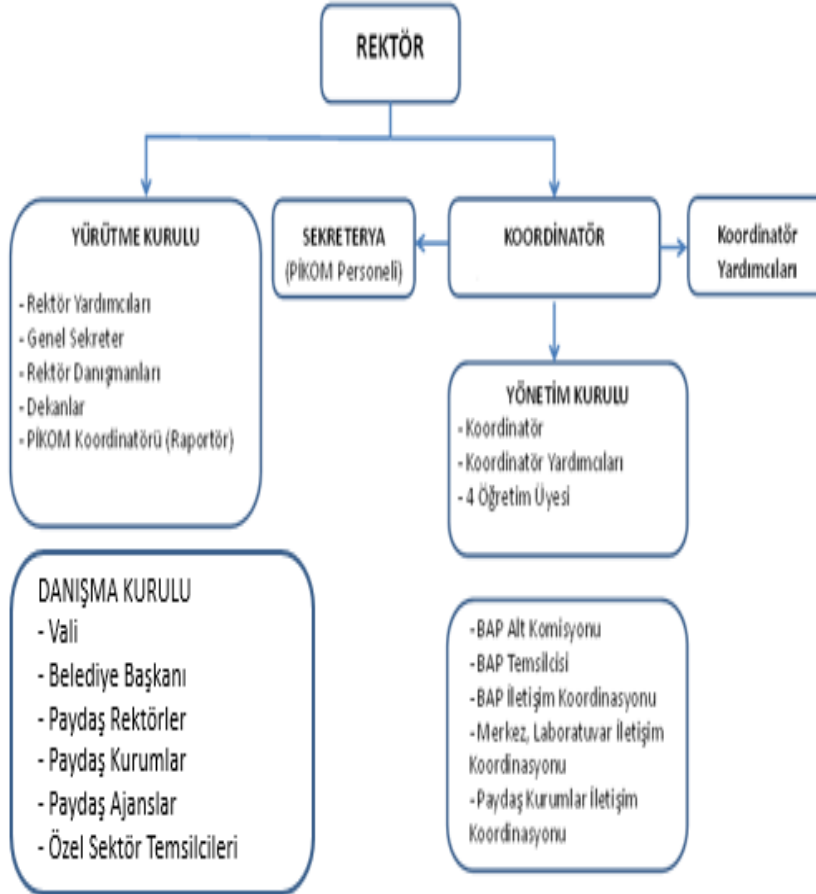 REKTÖR
YÜRÜTME KURULU
- Rektör Yardımcıları
- Genel Sekreter
- Rektör Danışmanları
- Dekanlar
- PİKOM Koordinatörü (Raportör)
SEKRETERYA
(PİKOM Personeli)
KOORDİNATÖR
Koordinatör
Yardımcıları
YÖNETİM KURULU
- Koordinatör
- Koordinatör Yardımcıları
- 4 Öğretim Üyesi
DANIŞMA KURULU
- Vali
- Belediye Başkanı
- Paydaş Rektörler
- Paydaş Kurumlar
- Paydaş Ajanslar
- Özel Sektör Temsilcileri
- BAP Alt Komisyonu
- BAP Temsilcisi
- BAP İletişim Koordinasyonu
- Merkez, Laboratuvar İletişim
Koordinasyonu
- Paydaş Kurumlar İletişim
Koordinasyonu